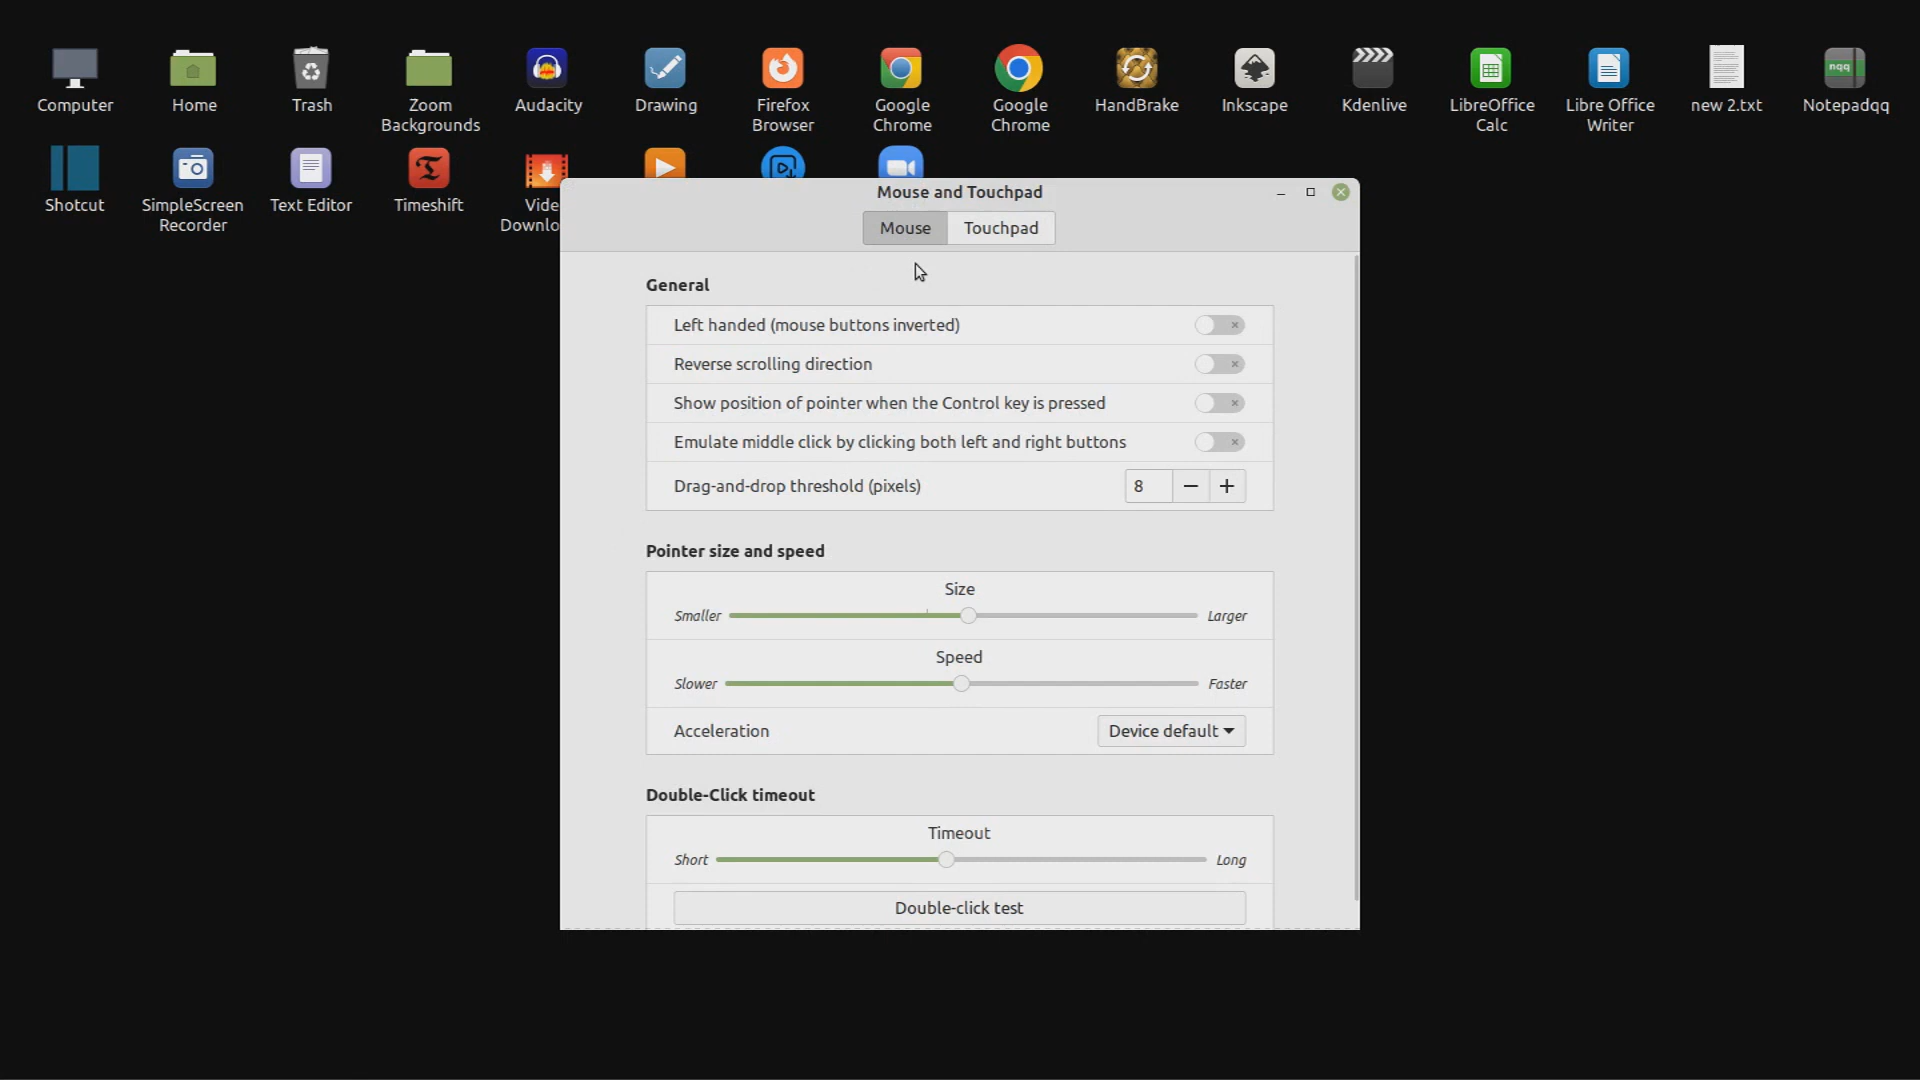 Computer
Home
Trash
Zoom
Backgrounds
Audacity
Drawing
Firefox
Browser
Google
Chrome
Google
Chrome
HandBrake
Inkscape
Kdenlive
LibreOffice
Calc
Libre Office
Writer
new 2.txt
nqq
Notepadqq
Shotcut
SimpleScreen
Recorder
Text Editor
Timeshift
Vide
Downlo
Mouse and Touchpad
Mouse
Touchpad
General
Left handed (mouse buttons inverted)
Reverse scrolling direction
Show position of pointer when the Control key is pressed
Emulate middle click by clicking both left and right buttons
Drag-and-drop threshold (pixels)
8 − +
Pointer size and speed
Size
Smaller
Larger
Speed
Slower
Faster
Acceleration
Device default
Double-Click timeout
Timeout
Short
Long
Double-click test